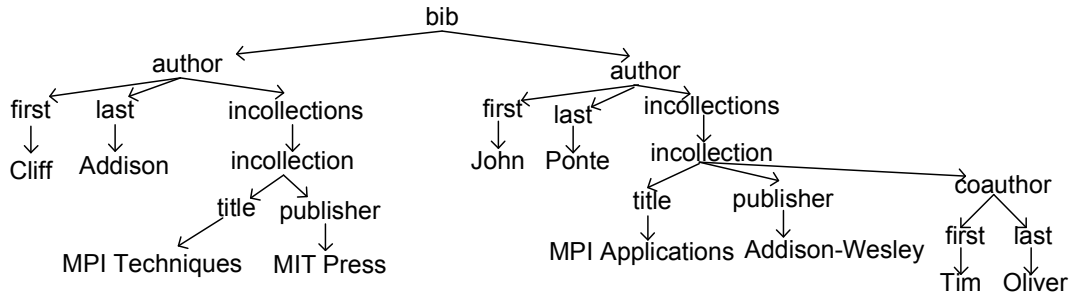 bib
author author
first last incollections first last incollections
Cliff Addison incollection John Ponte incollection
title publisher title publisher coauthor
MPI Techniques MIT Press MPI Applications Addison-Wesley first last
Tim Oliver